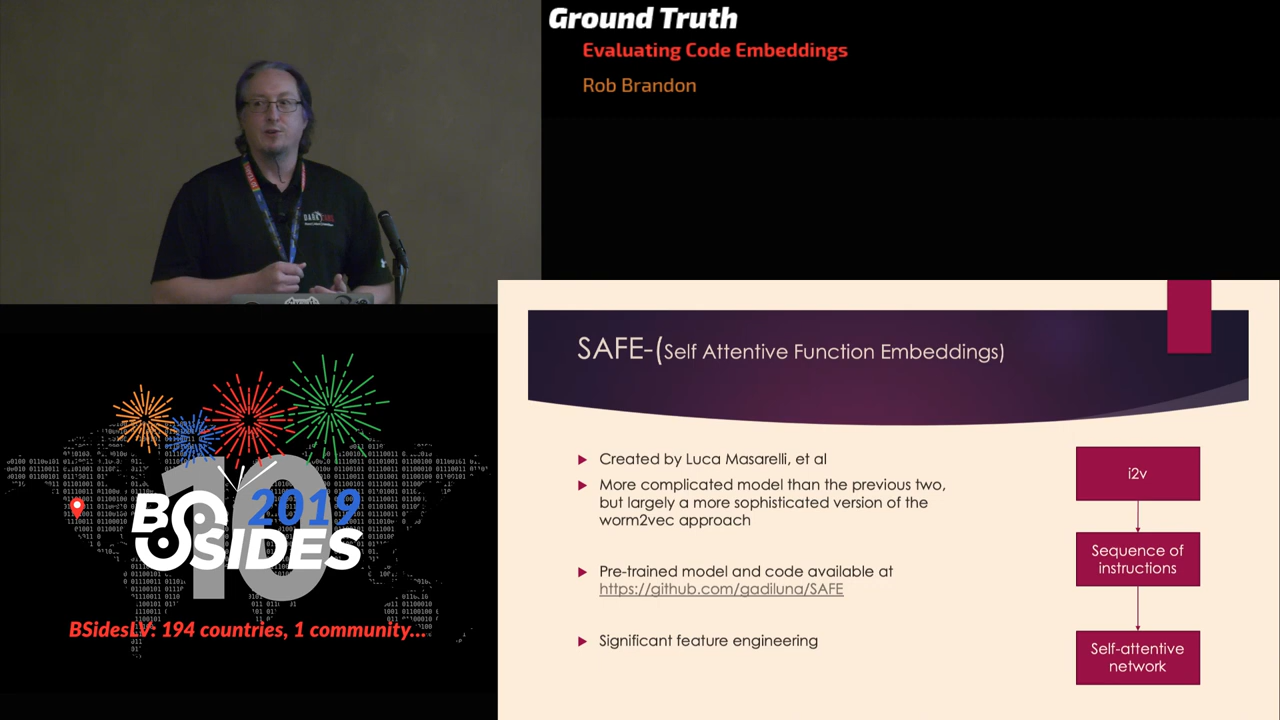 Ground Truth
Evaluating Code Embeddings
Rob Brandon
SAFE-(Self Attentive Function Embeddings)
Created by Luca Masarelli, et al
More complicated model than the previous two,
but largely a more sophisticated version of the
worm2vec approach
Pre-trained model and code available at
https://github.com/gadiluna/SAFE
Significant feature engineering
i2v
Sequence of
instructions
Self-attentive
network
10
2019
BSIDES
BSidesLV: 194 countries, 1 community...